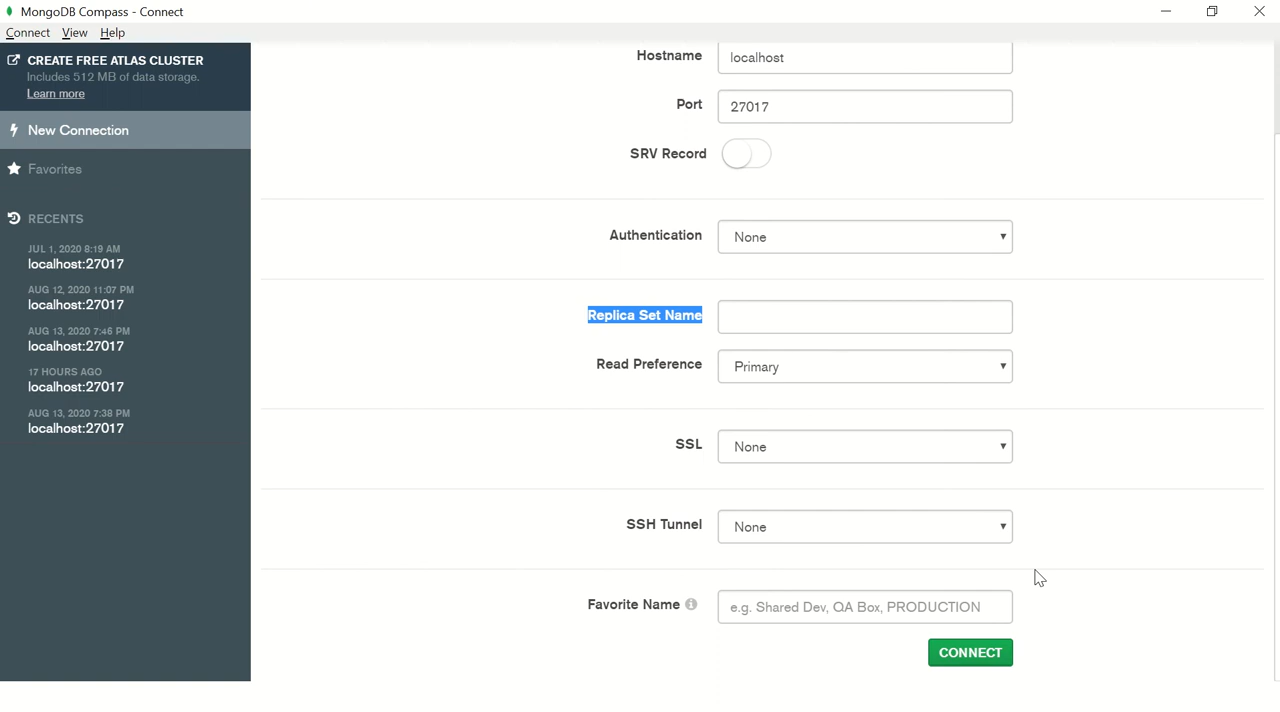 MongoDB Compass - Connect
Connect View Help
CREATE FREE ATLAS CLUSTER
Includes 512 MB of data storage.
Learn more
New Connection
Favorites
RECENTS
JUL 1, 2020 8:19 AM
localhost:27017
AUG 12, 2020 11:07 PM
localhost:27017
AUG 13, 2020 7:46 PM
localhost:27017
17 HOURS AGO
localhost:27017
AUG 13, 2020 7:38 PM
localhost:27017
Hostname localhost
Port 27017
SRV Record
Authentication None
Replica Set Name
Read Preference Primary
SSL None
SSH Tunnel None
Favorite Name e.g. Shared Dev, QA Box, PRODUCTION
CONNECT